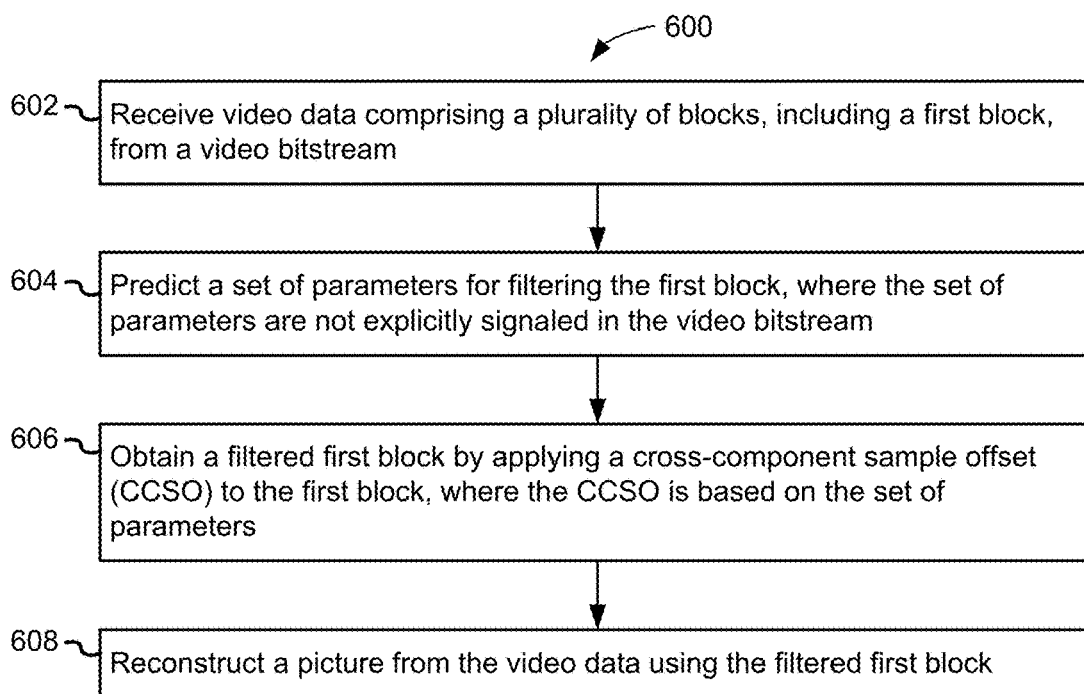 600
602
Receive video data comprising a plurality of blocks, including a first block,
from a video bitstream
604
Predict a set of parameters for filtering the first block, where the set of
parameters are not explicitly signaled in the video bitstream
606
Obtain a filtered first block by applying a cross-component sample offset
(CCSO) to the first block, where the CCSO is based on the set of
parameters
608
Reconstruct a picture from the video data using the filtered first block